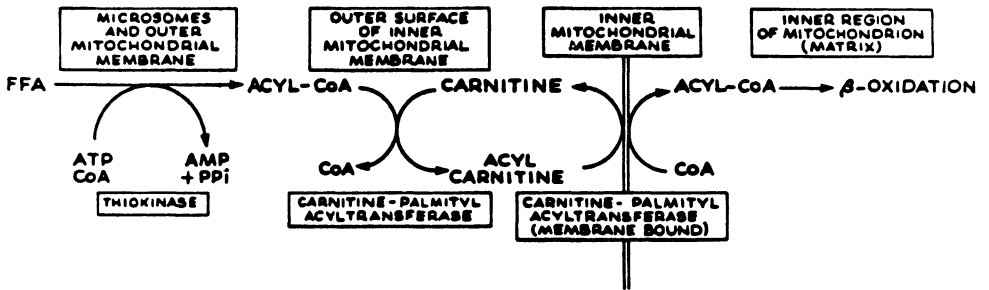 MICROSOMES
AND OUTER
MITOCHONDRIAL
MEMBRANE
OUTER SURFACE
OF INNER
MITOCHONDRIAL
MEMBRANE
INNER
MITOCHONDRIAL
MEMBRANE
INNER REGION
OF MITOCHONDRION
(MATRIX)
FFA
ACYL-CoA
CARNITINE
ACYL-CoA
β-OXIDATION
ATP
CoA
AMP
+ PPi
CoA
ACYL
CARNITINE
CoA
THIOKINASE
CARNITINE-PALMITYL
ACYLTRANSFERASE
CARNITINE- PALMITYL
ACYLTRANSFERASE
(MEMBRANE BOUND)